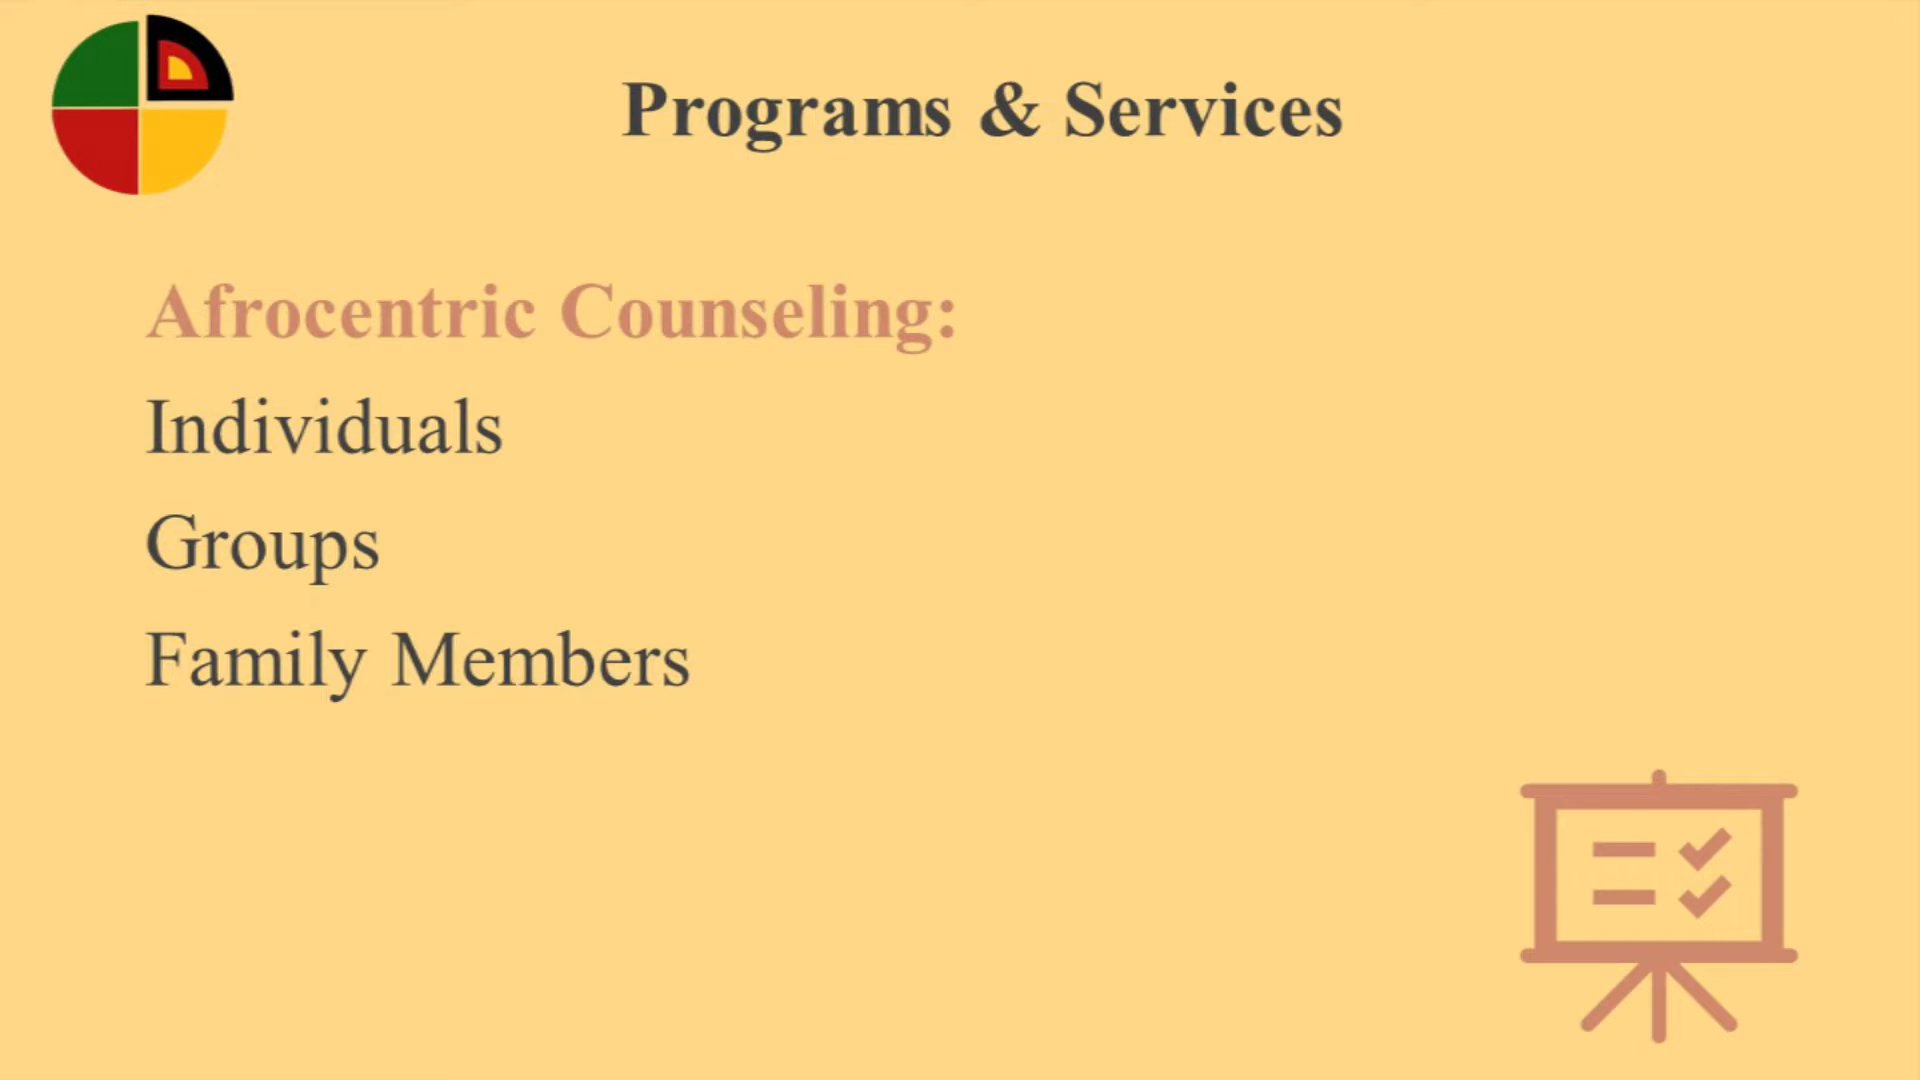 Programs & Services
Afrocentric Counseling:
Individuals
Groups
Family Members